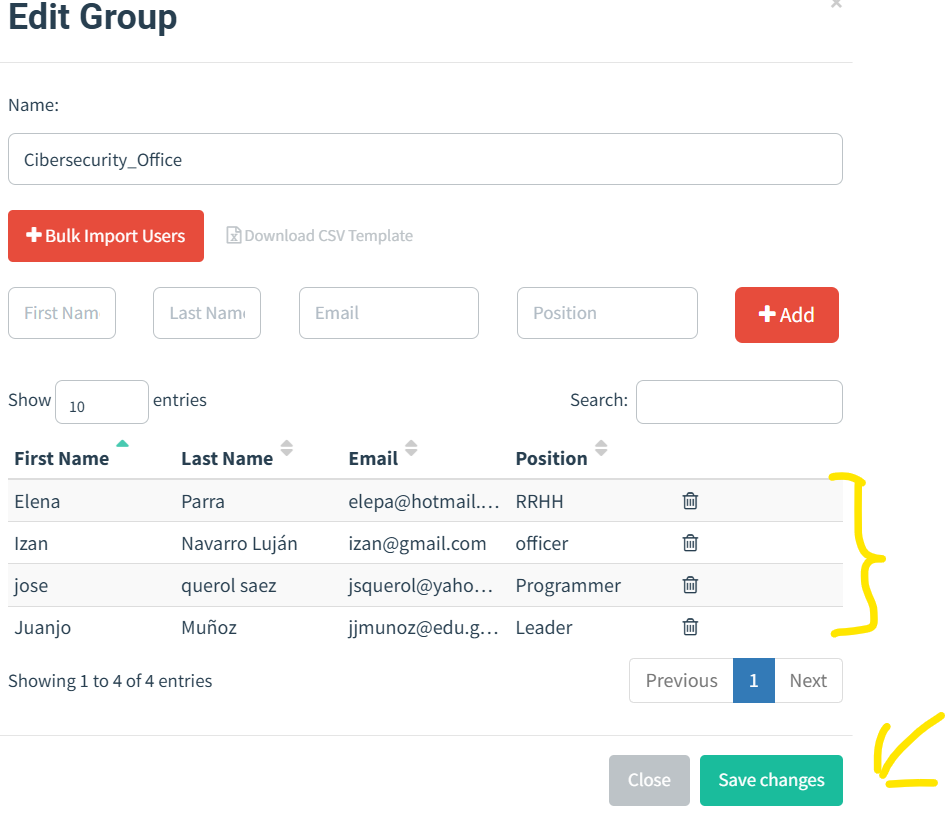 Edit Group
×
Name:
Cibersecurity_Office
+ Bulk Import Users
Download CSV Template
First Nam
Last Name
Email
Position
+ Add
Show 10 entries
Search:
First Name Last Name Email Position
Elena Parra elepa@hotmail.… RRHH
Izan Navarro Luján izan@gmail.com officer
jose querol saez jsquerol@yaho… Programmer
Juanjo Muñoz jjmunoz@edu.g… Leader
Showing 1 to 4 of 4 entries
Previous 1 Next
Close
Save changes